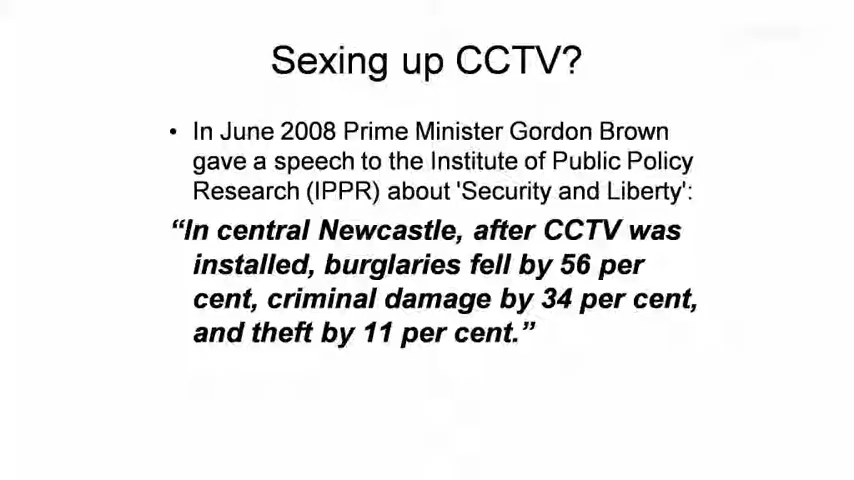 Sexing up CCTV?
• In June 2008 Prime Minister Gordon Brown
gave a speech to the Institute of Public Policy
Research (IPPR) about 'Security and Liberty':
“In central Newcastle, after CCTV was
installed, burglaries fell by 56 per
cent, criminal damage by 34 per cent,
and theft by 11 per cent.”